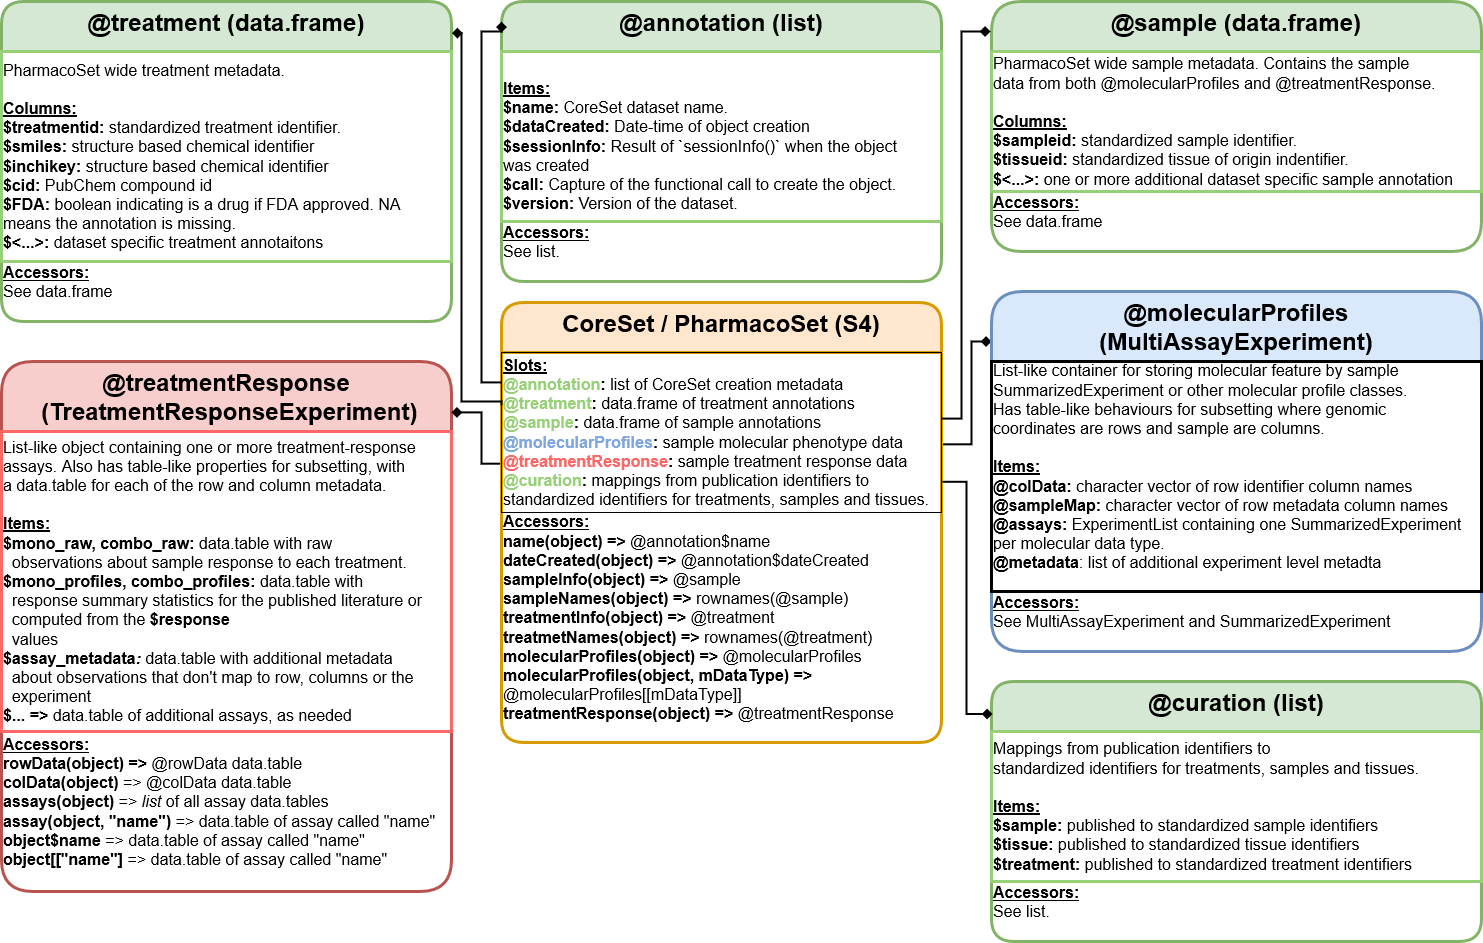 @treatment (data.frame)
PharmacoSet wide treatment metadata.
Columns:
$treatmentid: standardized treatment identifier.
$smiles: structure based chemical identifier
$inchikey: structure based chemical identifier
$cid: PubChem compound id
$FDA: boolean indicating is a drug if FDA approved. NA
means the annotation is missing.
$<...>: dataset specific treatment annotaitons
Accessors:
See data.frame
@treatmentResponse
(TreatmentResponseExperiment)
List-like object containing one or more treatment-response
assays. Also has table-like properties for subsetting, with
a data.table for each of the row and column metadata.
Items:
$mono_raw, combo_raw: data.table with raw
observations about sample response to each treatment.
$mono_profiles, combo_profiles: data.table with
response summary statistics for the published literature or
computed from the $response
values
$assay_metadata: data.table with additional metadata
about observations that don't map to row, columns or the
experiment
$... => data.table of additional assays, as needed
Accessors:
rowData(object) => @rowData data.table
colData(object) => @colData data.table
assays(object) => list of all assay data.tables
assay(object, "name") => data.table of assay called "name"
object$name => data.table of assay called "name"
object[["name"] => data.table of assay called "name"
@annotation (list)
Items:
$name: CoreSet dataset name.
$dataCreated: Date-time of object creation
$sessionInfo: Result of `sessionInfo()` when the object
was created
$call: Capture of the functional call to create the object.
$version: Version of the dataset.
Accessors:
See list.
CoreSet / PharmacoSet (S4)
Slots:
@annotation: list of CoreSet creation metadata
@treatment: data.frame of treatment annotations
@sample: data.frame of sample annotations
@molecularProfiles: sample molecular phenotype data
@treatmentResponse: sample treatment response data
@curation: mappings from publication identifiers to
standardized identifiers for treatments, samples and tissues.
Accessors:
name(object) => @annotation$name
dateCreated(object) => @annotation$dateCreated
sampleInfo(object) => @sample
sampleNames(object) => rownames(@sample)
treatmentInfo(object) => @treatment
treatmetNames(object) => rownames(@treatment)
molecularProfiles(object) => @molecularProfiles
molecularProfiles(object, mDataType) =>
@molecularProfiles[[mDataType]]
treatmentResponse(object) => @treatmentResponse
@sample (data.frame)
PharmacoSet wide sample metadata. Contains the sample
data from both @molecularProfiles and @treatmentResponse.
Columns:
$sampleid: standardized sample identifier.
$tissueid: standardized tissue of origin indentifier.
$<...>: one or more additional dataset specific sample annotation
Accessors:
See data.frame
@molecularProfiles
(MultiAssayExperiment)
List-like container for storing molecular feature by sample
SummarizedExperiment or other molecular profile classes.
Has table-like behaviours for subsetting where genomic
coordinates are rows and sample are columns.
Items:
@colData: character vector of row identifier column names
@sampleMap: character vector of row metadata column names
@assays: ExperimentList containing one SummarizedExperiment
per molecular data type.
@metadata: list of additional experiment level metadta
Accessors:
See MultiAssayExperiment and SummarizedExperiment
@curation (list)
Mappings from publication identifiers to
standardized identifiers for treatments, samples and tissues.
Items:
$sample: published to standardized sample identifiers
$tissue: published to standardized tissue identifiers
$treatment: published to standardized treatment identifiers
Accessors:
See list.